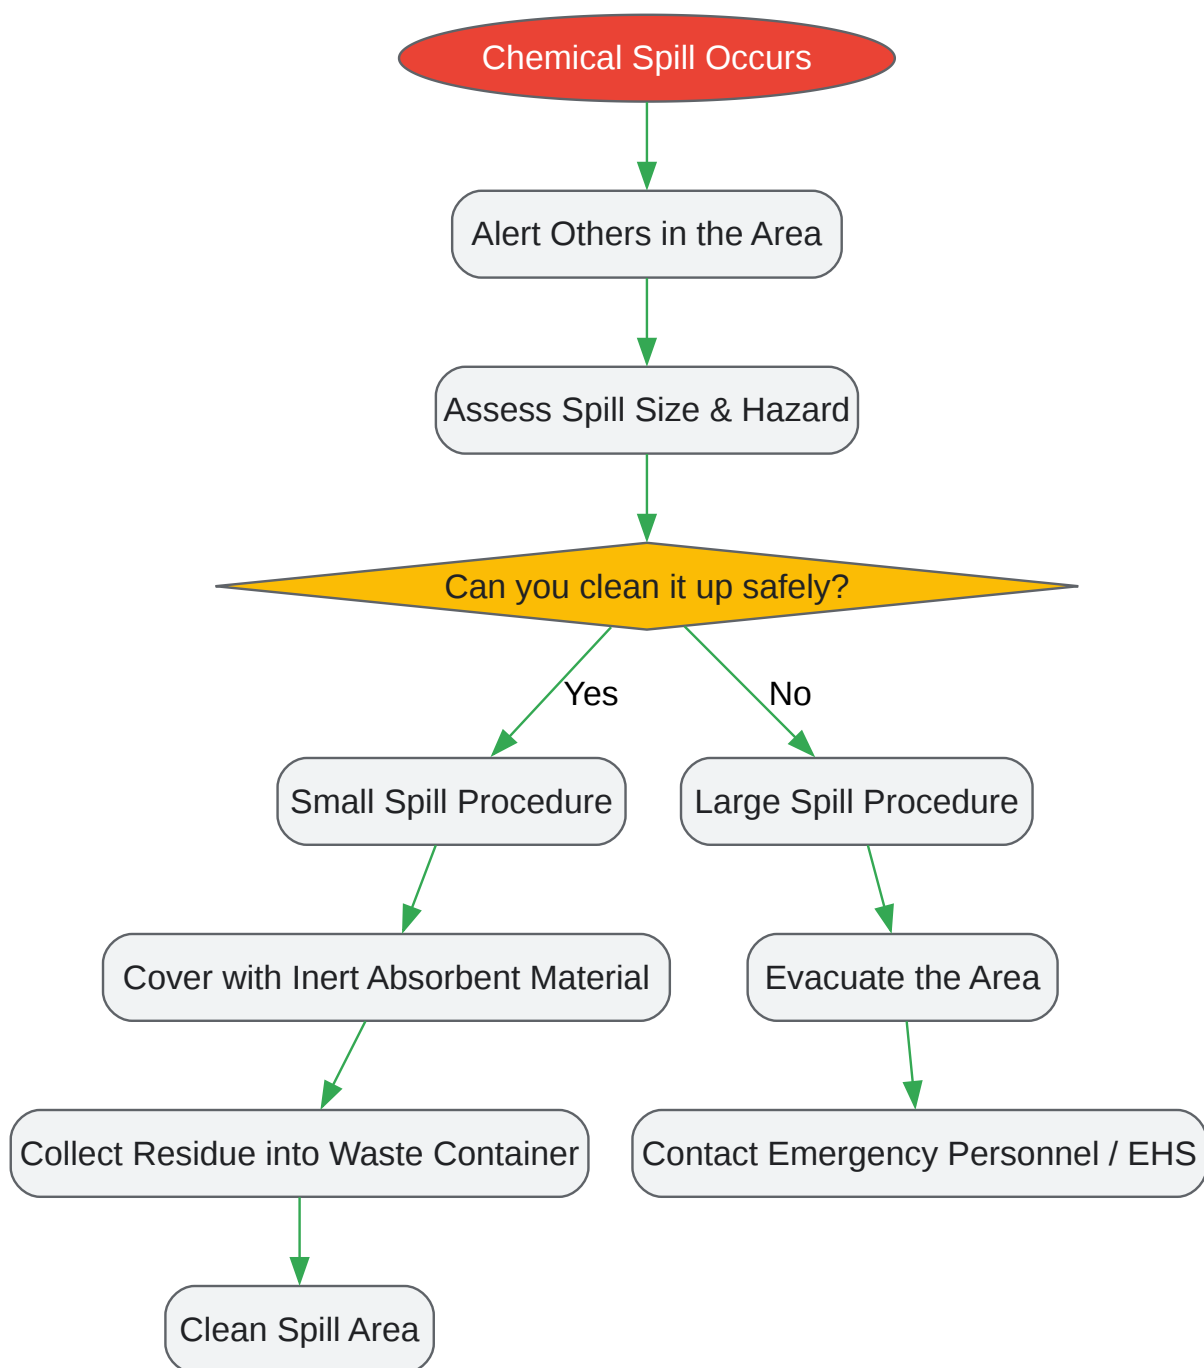 Chemical Spill Occurs
Alert Others in the Area
Assess Spill Size & Hazard
Can you clean it up safely?
Yes
No
Small Spill Procedure
Large Spill Procedure
Cover with Inert Absorbent Material
Evacuate the Area
Collect Residue into Waste Container
Contact Emergency Personnel / EHS
Clean Spill Area